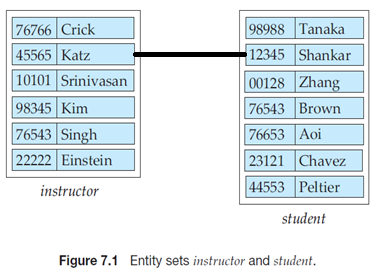 76766 Crick
45565 Katz
10101 Srinivasan
98345 Kim
76543 Singh
22222 Einstein
instructor
98988 Tanaka
12345 Shankar
00128 Zhang
76543 Brown
76653 Aoi
23121 Chavez
44553 Peltier
student
Figure 7.1 Entity sets instructor and student.